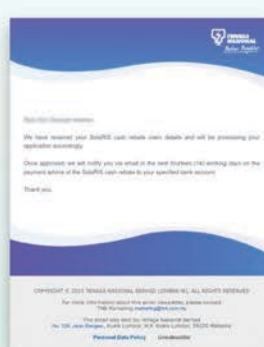 TENAGA
NASIONAL
Better. Brighter.
We have received your SolaRIS cash rebate claim details and will be processing your
application accordingly.
Once approved, we will notify you via email in the next fourteen (14) working days on the
payment advice of the SolaRIS cash rebate to your specified bank account.
Thank you.
COPYRIGHT © 2023 TENAGA NASIONAL BERHAD ALL RIGHTS RESERVED
For more information about this email newsletter, please contact
TNB Marketing marketing@tnb.com.my
This email was sent by: Tenaga Nasional Berhad
No. 129, Jalan Bangsar, Kuala Lumpur, W.P. Kuala Lumpur, 59200 Malaysia
Personal Data Policy Unsubscribe